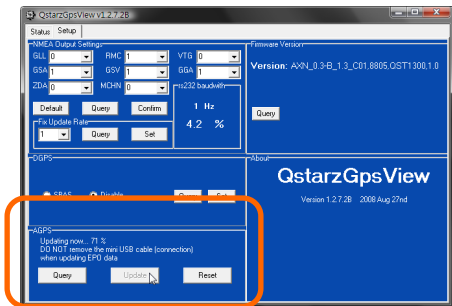 QstarzGpsView v1.2.7.2B
Status Setup
NMEA Output Settings
GLL 0 RMC 1 VTG 0
GSA 1 GSV 1 GGA 1
ZDA 0 MCHN 0
Default Query Confirm
rs232 baudwith
1 Hz
4.2 %
Fix Update Rate
1 Query Set
Firmware Version
Version: AXN_0.3-B_1.3_C01,8805,QST1300,1.0
Query
DGPS
SBAS Disable Query Set
About
QstarzGpsView
Version 1.2.7.2B 2008 Aug 27nd
AGPS
Updating now... 71 %
DO NOT remove the mini USB cable (connection)
when updating EPO data
Query Update Reset